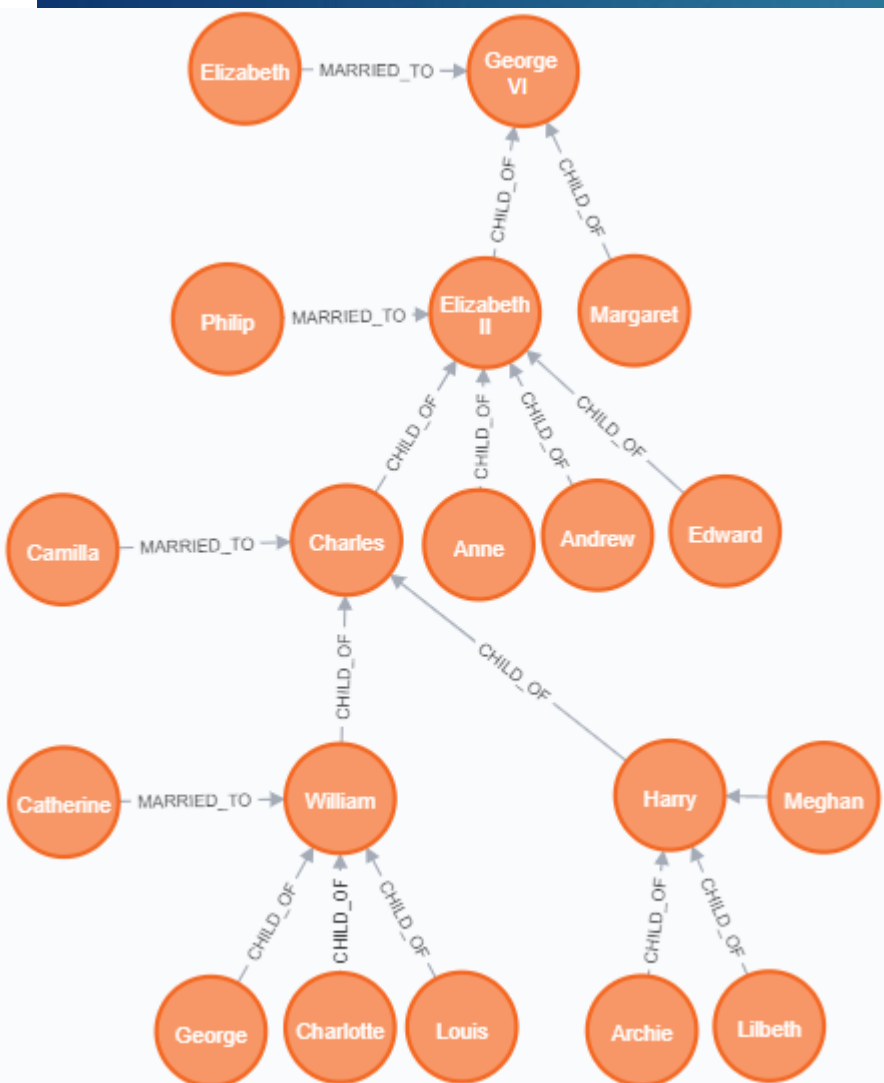 Elizabeth
MARRIED_TO
George
VI
CHILD_OF
CHILD_OF
Philip
MARRIED_TO
Elizabeth
II
Margaret
CHILD_OF
CHILD_OF
CHILD_OF
CHILD_OF
Camilla
MARRIED_TO
Charles
Anne
Andrew
Edward
CHILD_OF
CHILD_OF
Catherine
MARRIED_TO
William
Harry
Meghan
CHILD_OF
CHILD_OF
CHILD_OF
CHILD_OF
CHILD_OF
George
Charlotte
Louis
Archie
Lilbeth